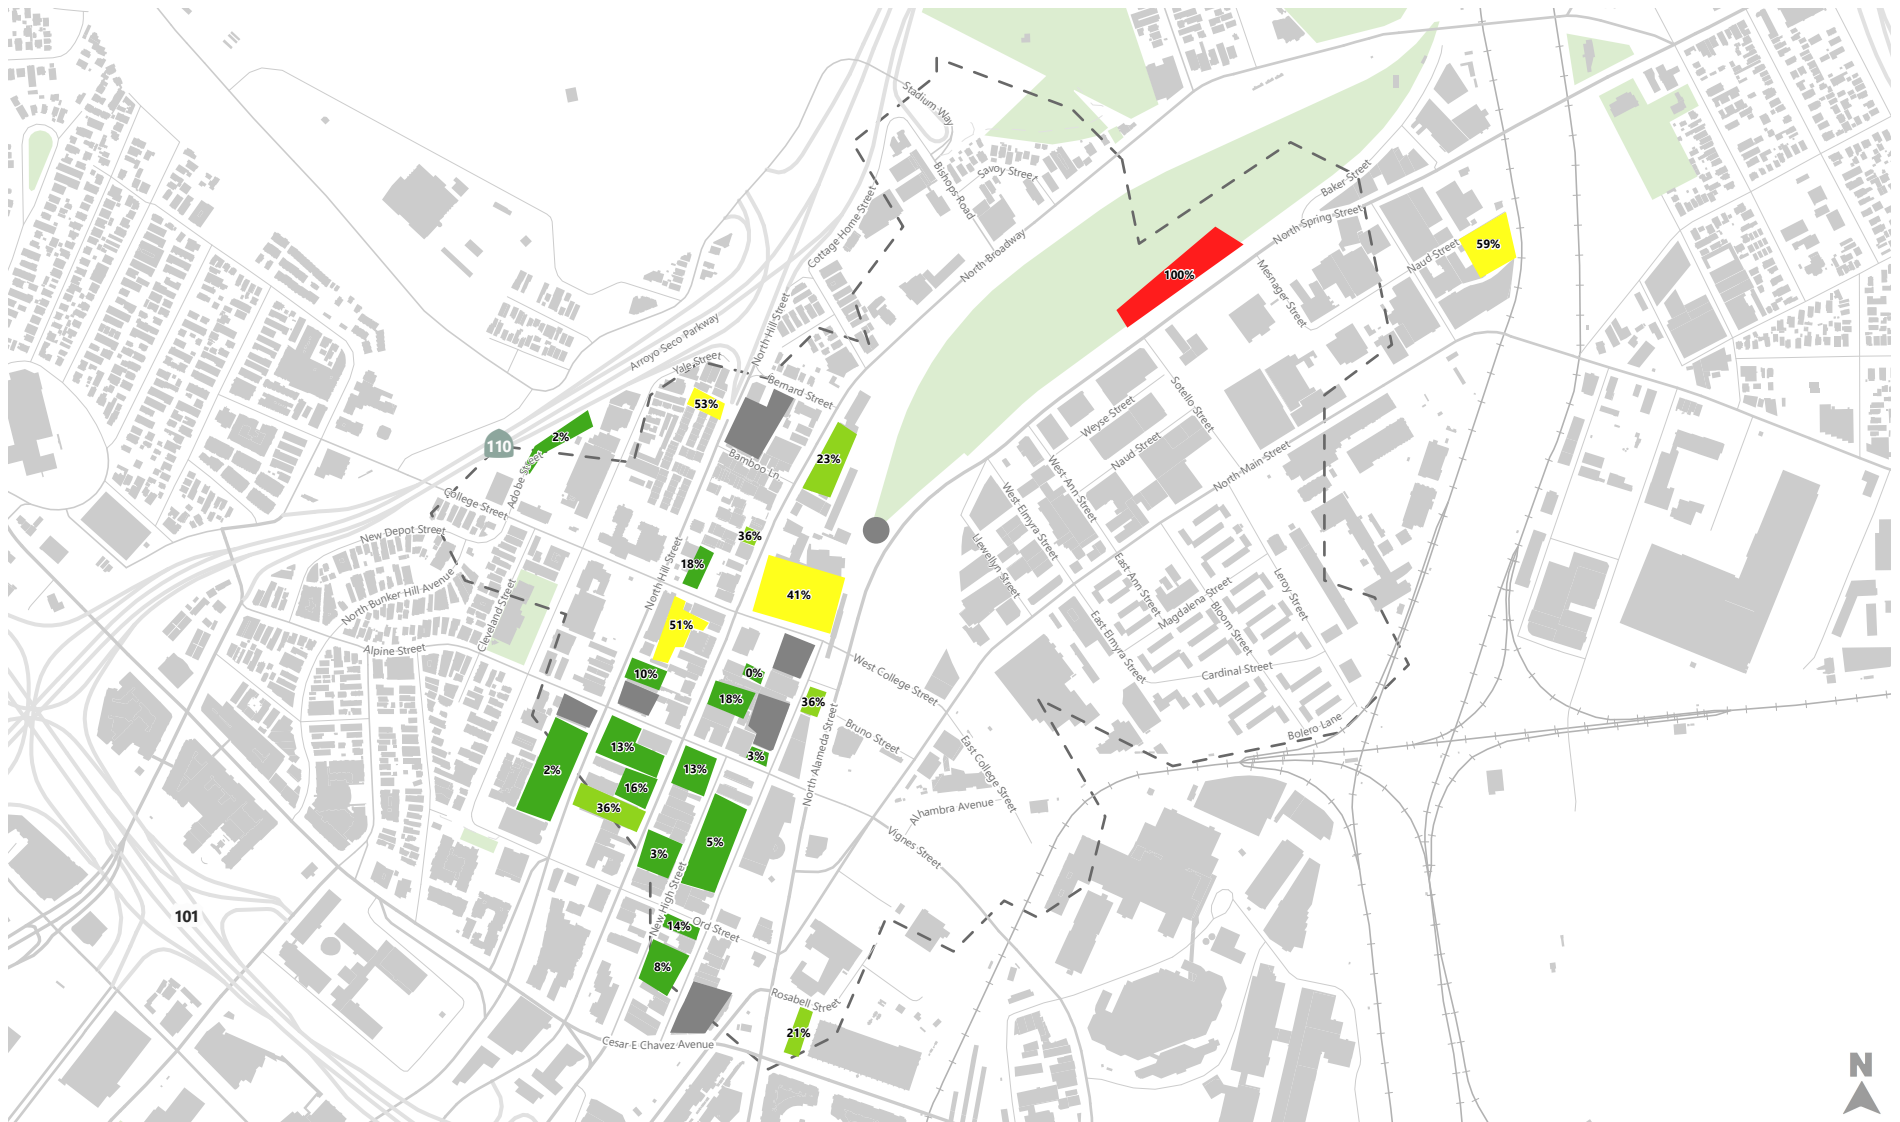 Stadium Way
Savoy Street
Bishops Road
Baker Street
North Spring Street
Cottage Home Street
North Broadway
Naud Street
59%
100%
Mesnager Street
North Hill Street
Arroyo Seco Parkway
Yale Street
Bernard Street
53%
Sotello Street
Weyse Street
2%
110
23%
Bamboo Ln
Naud Street
North Main Street
Adobe Street
College Street
West Ann Street
West Elmyra Street
New Depot Street
36%
18%
North Hill Street
Llewellyn Street
East Ann Street
Leroy Street
41%
North Bunker Hill Avenue
Magdalena Street
Cleveland Street
51%
Bloom Street
East Elmyra Street
Alpine Street
10%
0%
West College Street
Cardinal Street
18%
36%
Bruno Street
Bolero Lane
13%
3%
North Alameda Street
East College Street
2%
13%
16%
36%
Alhambra Avenue
5%
3%
Vignes Street
New High Street
101
14%
Ord Street
8%
Rosabell Street
21%
Cesar E Chavez Avenue
N